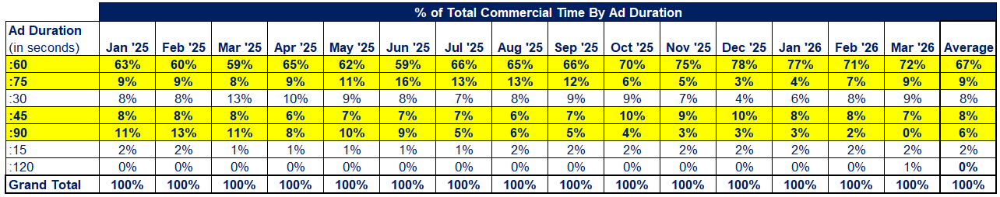 % of Total Commercial Time By Ad Duration
Ad Duration
(in seconds) Jan '25 Feb '25 Mar '25 Apr '25 May '25 Jun '25 Jul '25 Aug '25 Sep '25 Oct '25 Nov '25 Dec '25 Jan '26 Feb '26 Mar '26 Average
:60 63% 60% 59% 65% 62% 59% 66% 65% 66% 70% 75% 78% 77% 71% 72% 67%
:75 9% 9% 8% 9% 11% 16% 13% 13% 12% 6% 5% 3% 4% 7% 9% 9%
:30 8% 8% 13% 10% 9% 8% 7% 8% 9% 9% 7% 4% 6% 8% 9% 8%
:45 8% 8% 8% 6% 7% 7% 7% 6% 7% 10% 9% 10% 8% 8% 7% 8%
:90 11% 13% 11% 8% 10% 9% 5% 6% 5% 4% 3% 3% 3% 2% 0% 6%
:15 2% 2% 1% 1% 1% 1% 1% 2% 2% 2% 2% 2% 2% 2% 2% 2%
:120 0% 0% 0% 0% 0% 0% 0% 0% 0% 0% 0% 0% 0% 0% 1% 0%
Grand Total 100% 100% 100% 100% 100% 100% 100% 100% 100% 100% 100% 100% 100% 100% 100% 100%